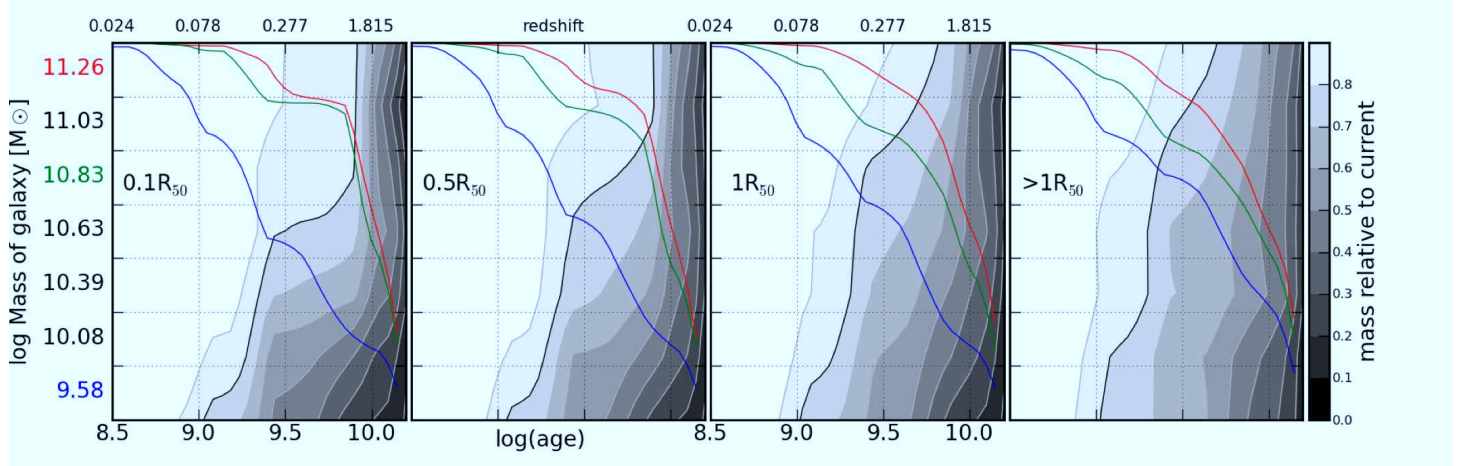 0.024 0.078 0.277 1.815 redshift 0.024 0.078 0.277 1.815
log Mass of galaxy [M☉]
11.26
11.03
10.83
10.63
10.39
10.08
9.58
0.1R₅₀
0.5R₅₀
1R₅₀
>1R₅₀
8.5 9.0 9.5 10.0 log(age) 8.5 9.0 9.5 10.0
0.8
0.7
0.6
0.5
0.4
0.3
0.2
0.1
0.0
mass relative to current